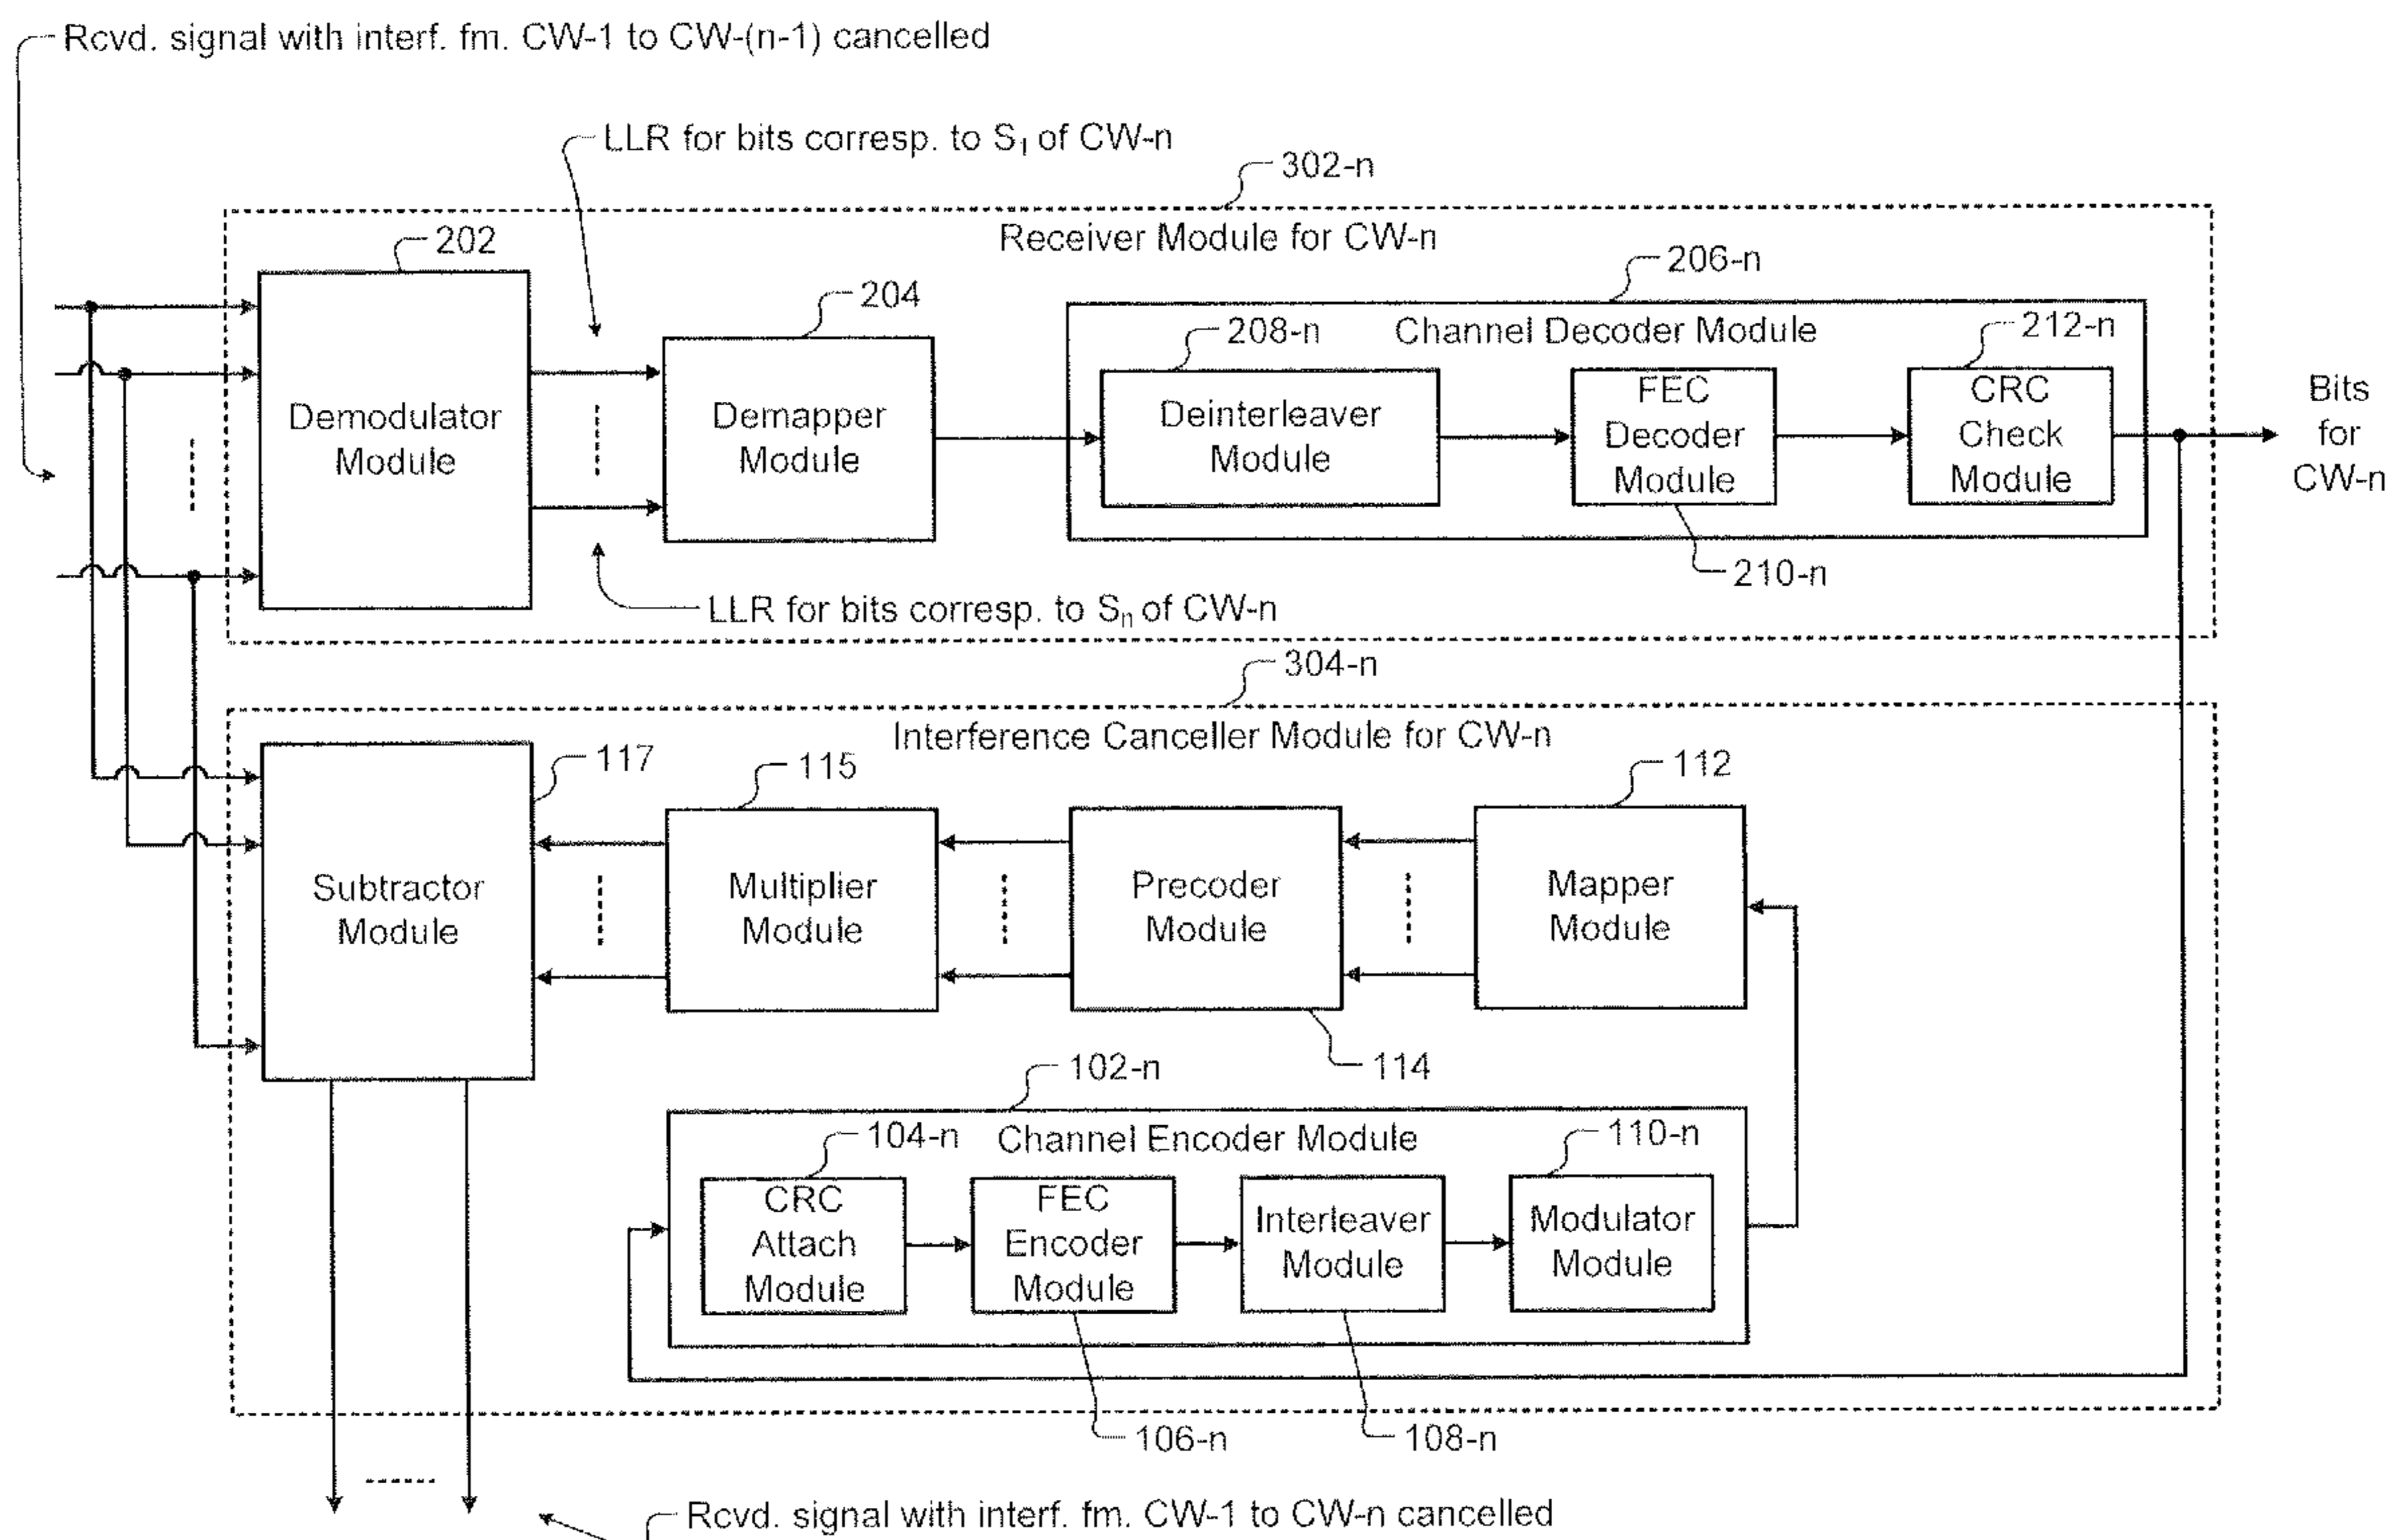 Rcvd. signal with interf. fm. CW-1 to CW-(n-1) cancelled
LLR for bits corresp. to S1 of CW-n
302-n
Receiver Module for CW-n
202
204
206-n
Channel Decoder Module
208-n
212-n
Demodulator
Module
Demapper
Module
Deinterleaver
Module
FEC
Decoder
Module
CRC
Check
Module
Bits
for
CW-n
210-n
LLR for bits corresp. to Sn of CW-n
304-n
Interference Canceller Module for CW-n
117
115
112
Subtractor
Module
Multiplier
Module
Precoder
Module
Mapper
Module
114
102-n
Channel Encoder Module
104-n
110-n
CRC
Attach
Module
FEC
Encoder
Module
Interleaver
Module
Modulator
Module
106-n
108-n
Rcvd. signal with interf. fm. CW-1 to CW-n cancelled